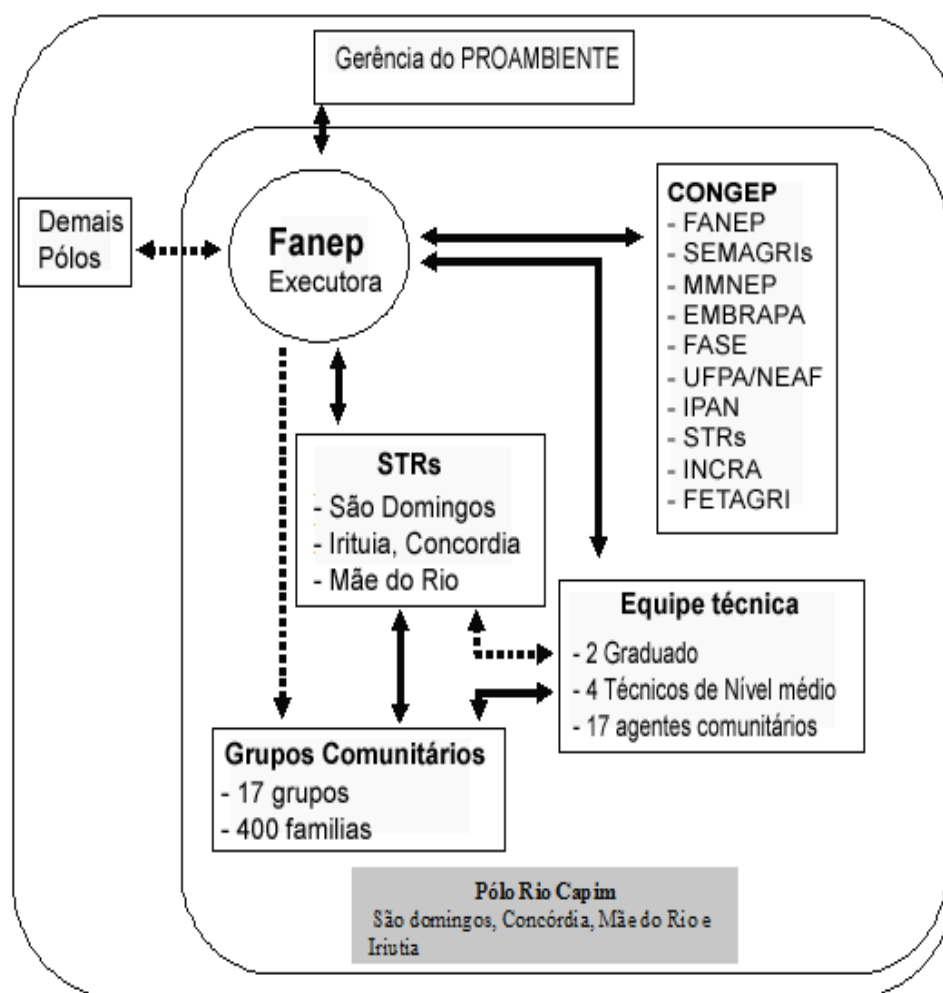 Gerência do PROAMBIENTE
Demais
Pólos
Fanep
Executora
CONGEP
- FANEP
- SEMAGRIs
- MMNEP
- EMBRAPA
- FASE
- UFPA/NEAF
- IPAN
- STRs
- INCRA
- FETAGRI
STRs
- São Domingos
- Irituia, Concordia
- Mãe do Rio
Equipe técnica
- 2 Graduado
- 4 Técnicos de Nível médio
- 17 agentes comunitários
Grupos Comunitários
- 17 grupos
- 400 familias
Pólo Rio Capim
São domingos, Concórdia, Mãe do Rio e
Iriutia